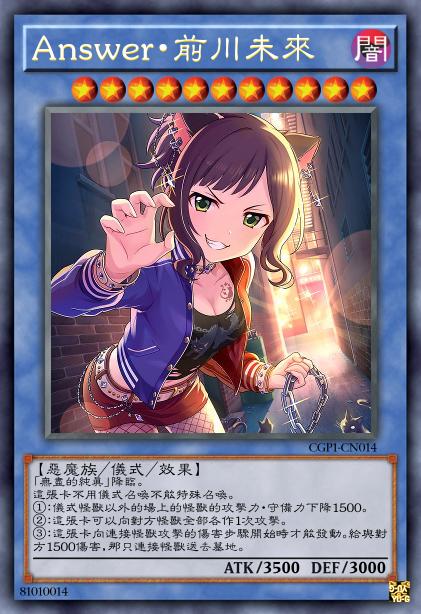 Answer・前川未來
闇
CGP1-CN014
【惡魔族/儀式/效果】
「無盡的純真」降臨。
這張卡不用儀式召喚不能特殊召喚。
①:儀式怪獸以外的場上的怪獸的攻擊力·守備力下降1500。
②:這張卡可以向對方怪獸全部各作1次攻擊。
③:這張卡向連接怪獸攻擊的傷害步驟開始時才能發動。給與對
方1500傷害，那只連接怪獸送去墓地。
ATK/3500 DEF/3000
81010014